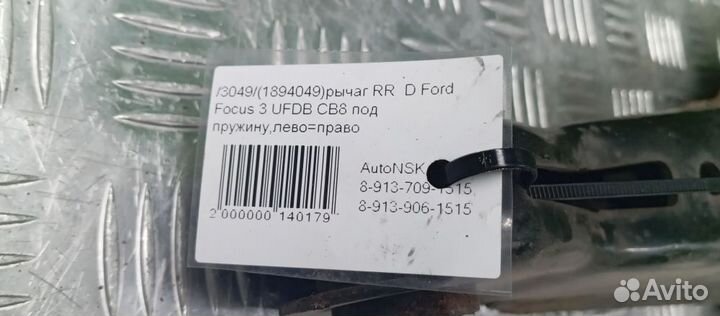 /3049/(1894049)рычаг RR D Ford
Focus 3 UFDB CB8 под
пружину,лево=право
AutoNSK
8-913-709-1515,
8-913-906-1515
2 000000 140179
Avito